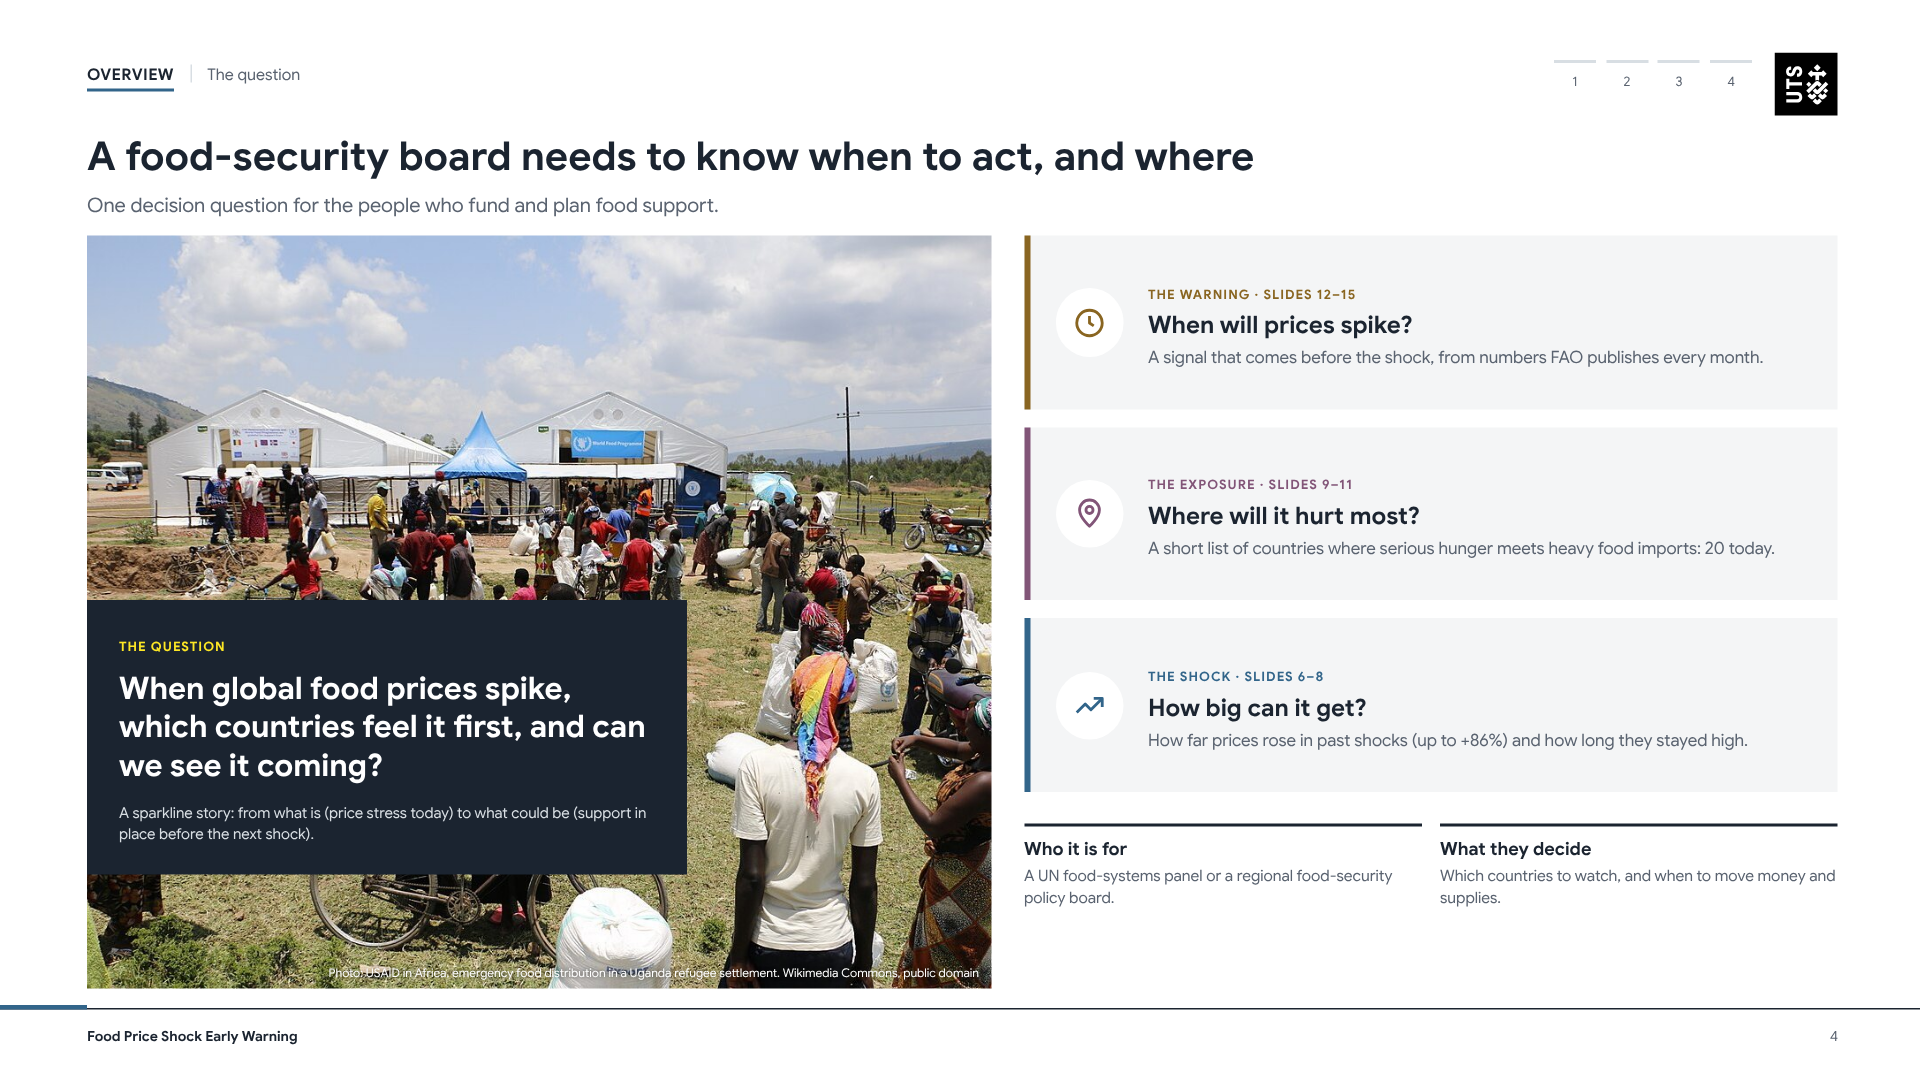 OVERVIEW
The question
1
2
3
4
UTS
A food-security board needs to know when to act, and where
One decision question for the people who fund and plan food support.
World Food Programme
THE QUESTION
When global food prices spike,
which countries feel it first, and can
we see it coming?
A sparkline story: from what is (price stress today) to what could be (support in
place before the next shock).
Photo: USAID in Africa, emergency food distribution in a Uganda refugee settlement. Wikimedia Commons, public domain
THE WARNING · SLIDES 12–15
When will prices spike?
A signal that comes before the shock, from numbers FAO publishes every month.
THE EXPOSURE · SLIDES 9–11
Where will it hurt most?
A short list of countries where serious hunger meets heavy food imports: 20 today.
THE SHOCK · SLIDES 6–8
How big can it get?
How far prices rose in past shocks (up to +86%) and how long they stayed high.
Who it is for
A UN food-systems panel or a regional food-security
policy board.
What they decide
Which countries to watch, and when to move money and
supplies.
Food Price Shock Early Warning
4